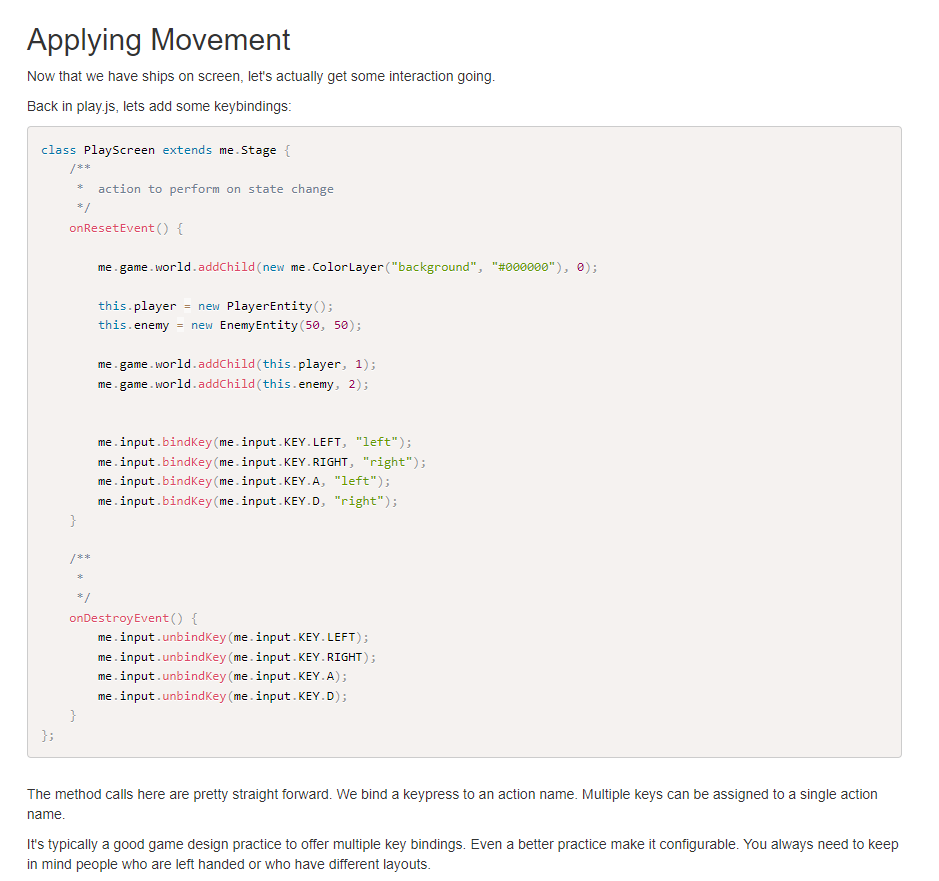 Applying Movement
Now that we have ships on screen, let's actually get some interaction going.
Back in play.js, lets add some keybindings:
class PlayScreen extends me.Stage {
    /**
     *  action to perform on state change
     */
    onResetEvent() {
        me.game.world.addChild(new me.ColorLayer("background", "#000000"), 0);
        this.player = new PlayerEntity();
        this.enemy = new EnemyEntity(50, 50);
        me.game.world.addChild(this.player, 1);
        me.game.world.addChild(this.enemy, 2);
        me.input.bindKey(me.input.KEY.LEFT, "left");
        me.input.bindKey(me.input.KEY.RIGHT, "right");
        me.input.bindKey(me.input.KEY.A, "left");
        me.input.bindKey(me.input.KEY.D, "right");
    }
    /**
     *
     */
    onDestroyEvent() {
        me.input.unbindKey(me.input.KEY.LEFT);
        me.input.unbindKey(me.input.KEY.RIGHT);
        me.input.unbindKey(me.input.KEY.A);
        me.input.unbindKey(me.input.KEY.D);
    }
};
The method calls here are pretty straight forward. We bind a keypress to an action name. Multiple keys can be assigned to a single action
name.
It's typically a good game design practice to offer multiple key bindings. Even a better practice make it configurable. You always need to keep
in mind people who are left handed or who have different layouts.